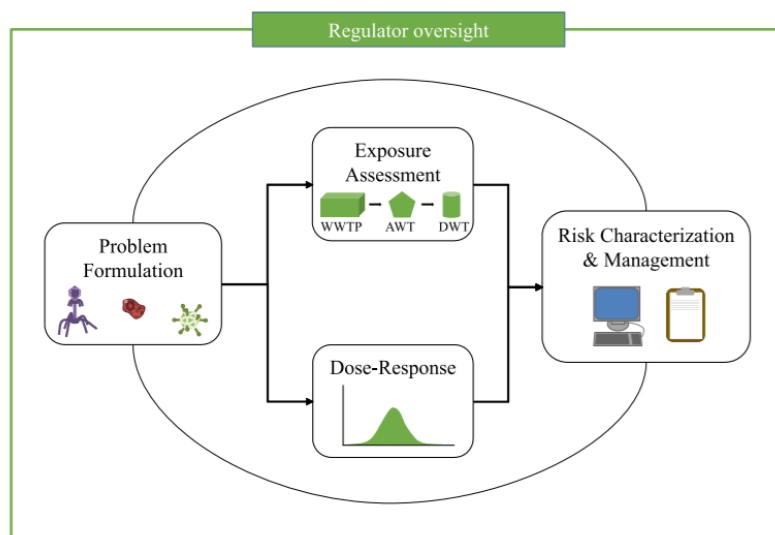 Regulator oversight
Problem
Formulation
Exposure
Assessment
WWTP
AWT
DWT
Dose-Response
Risk Characterization
& Management